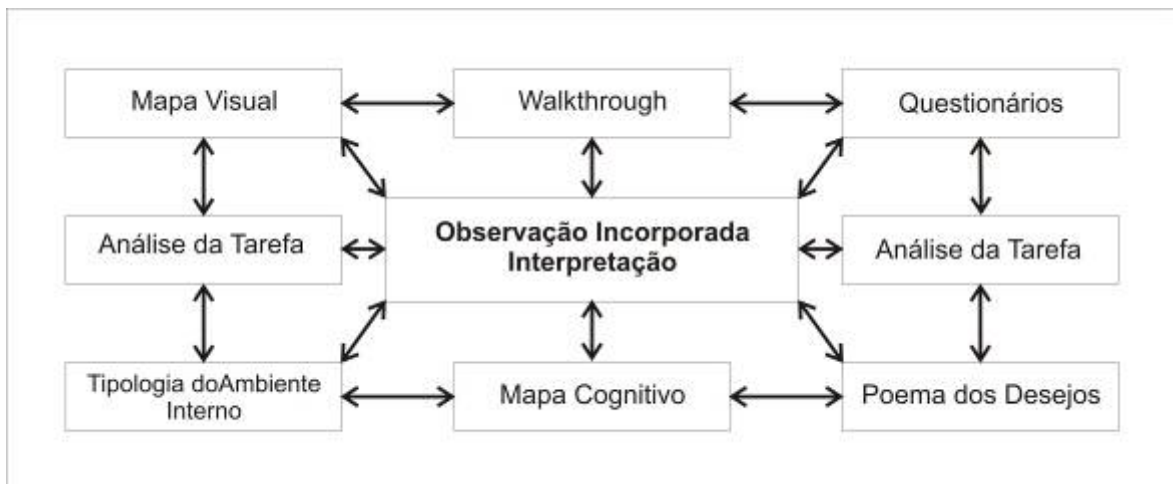 Mapa Visual
Walkthrough
Questionários
Análise da Tarefa
Observação Incorporada
Interpretação
Análise da Tarefa
Tipologia doAmbiente
Interno
Mapa Cognitivo
Poema dos Desejos